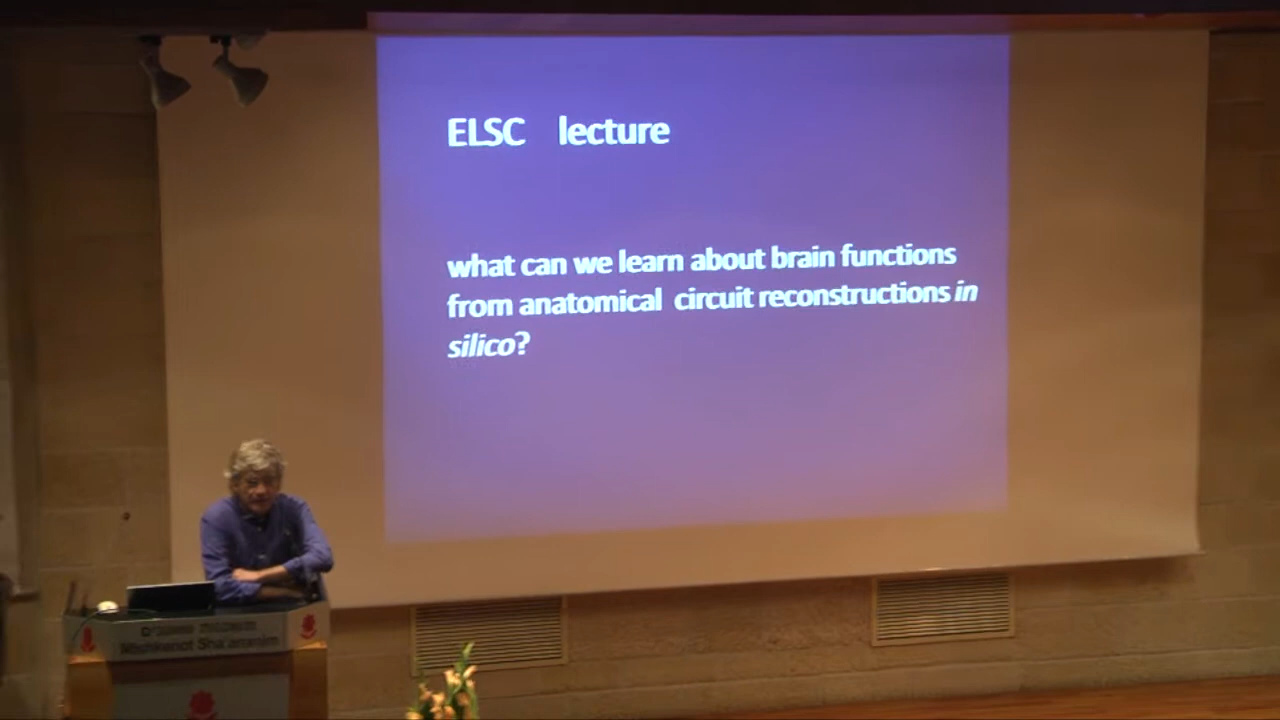 ELSC lecture
what can we learn about brain functions
from anatomical circuit reconstructions in
silico?
Mishkenot Sha'ananim